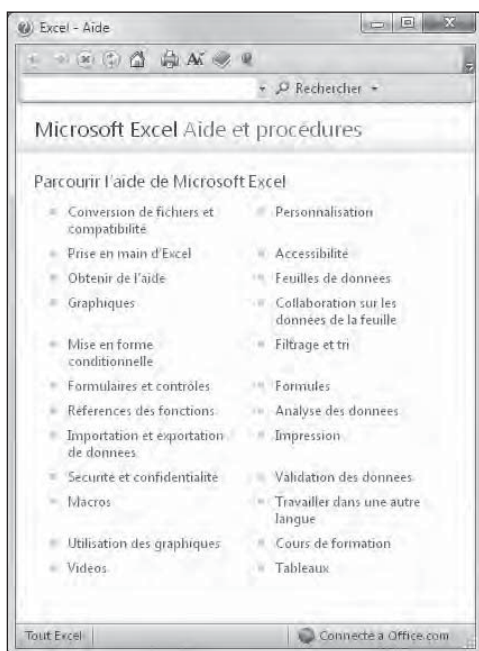 Excel - Aide
Rechercher
Microsoft Excel Aide et procédures
Parcourir l'aide de Microsoft Excel
Conversion de fichiers et
compatibilité
Personnalisation
Prise en main d'Excel
Accessibilité
Obtenir de l'aide
Feuilles de données
Graphiques
Collaboration sur les
données de la feuille
Mise en forme
conditionnelle
Filtrage et tri
Formulaires et contrôles
Formules
Références des fonctions
Analyse des données
Importation et exportation
de données
Impression
Sécurité et confidentialité
Validation des données
Macros
Travailler dans une autre
langue
Utilisation des graphiques
Cours de formation
Vidéos
Tableaux
Tout Excel
Connecté à Office.com